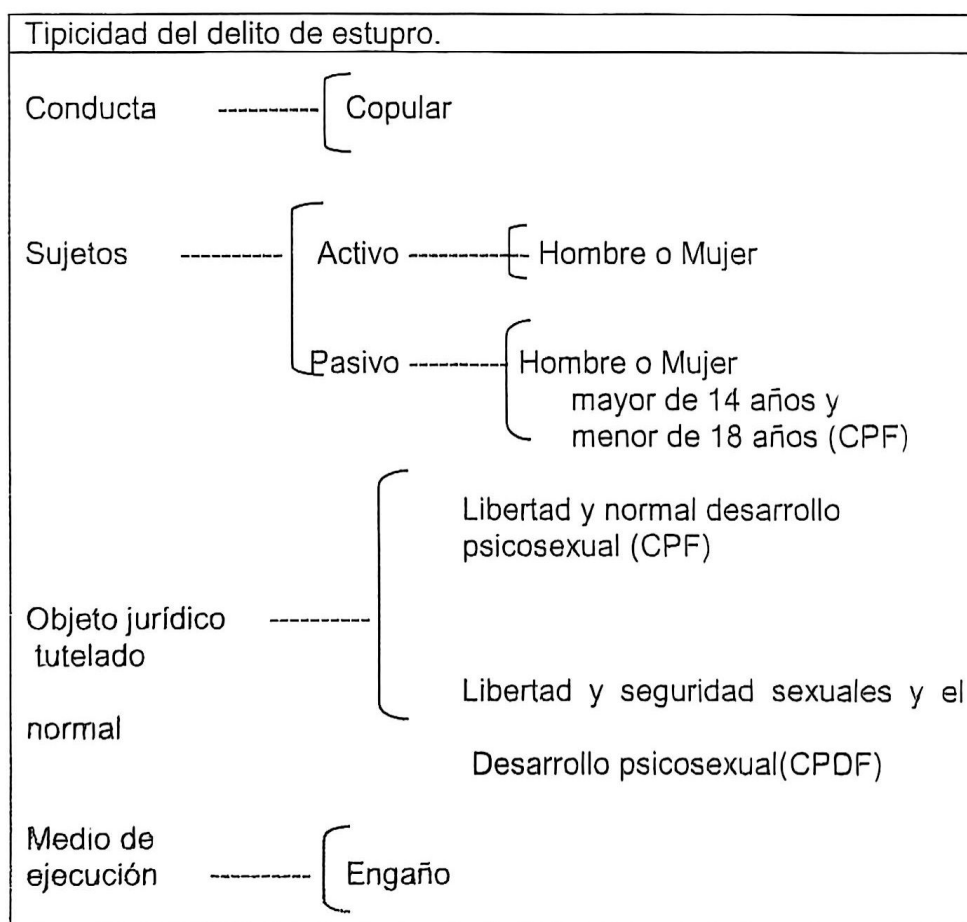 Tipicidad del delito de estupro.
Conducta ---------- Copular
Sujetos ---------- Activo ----------- Hombre o Mujer
Pasivo --------- Hombre o Mujer
mayor de 14 años y
menor de 18 años (CPF)
Libertad y normal desarrollo
psicosexual (CPF)
Objeto jurídico ----------
tutelado
Libertad y seguridad sexuales y el
normal
Desarrollo psicosexual(CPDF)
Medio de
ejecución ---------- Engaño